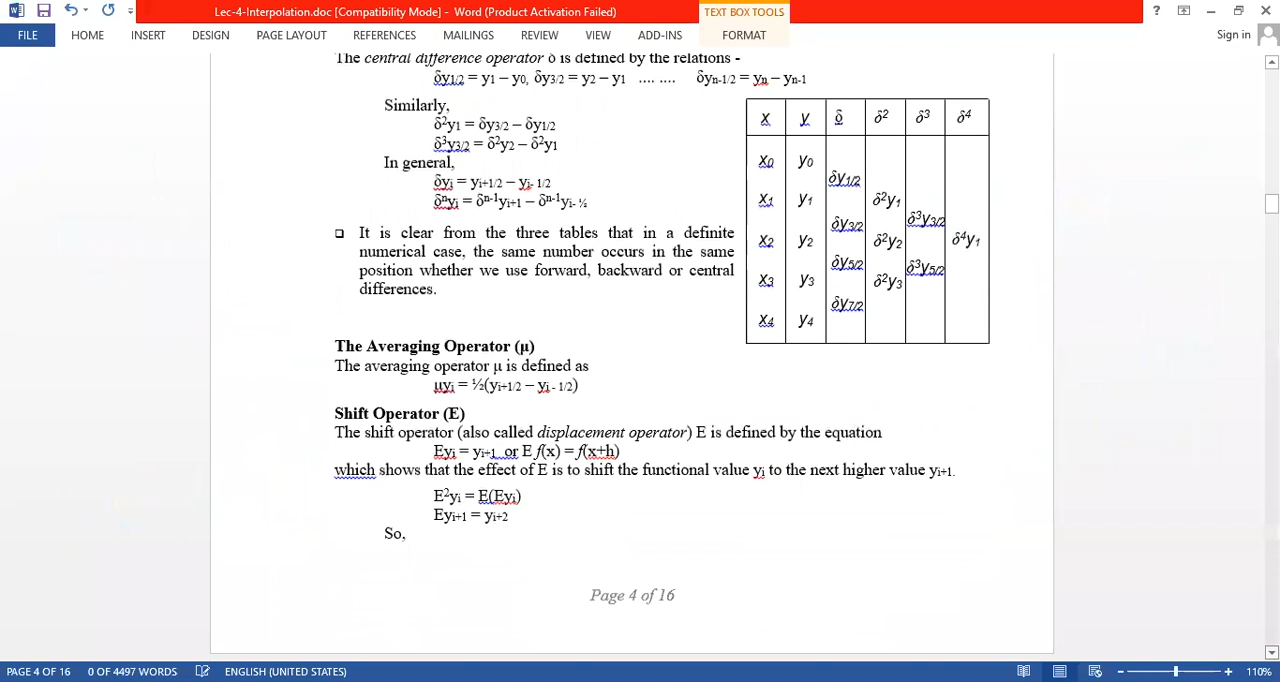 Lec-4-Interpolation.doc [Compatibility Mode] - Word (Product Activation Failed)
TEXT BOX TOOLS
FILE HOME INSERT DESIGN PAGE LAYOUT REFERENCES MAILINGS REVIEW VIEW ADD-INS FORMAT Sign in
The central difference operator δ is defined by the relations -
δy1/2 = y1 – y0, δy3/2 = y2 – y1 .... .... δyn-1/2 = yn – yn-1
Similarly,
δ²y1 = δy3/2 – δy1/2
δ³y3/2 = δ²y2 – δ²y1
In general,
δyi = yi+1/2 – yi- 1/2
δⁿyi = δⁿ⁻¹yi+1 – δⁿ⁻¹yi- ½
❑ It is clear from the three tables that in a definite
numerical case, the same number occurs in the same
position whether we use forward, backward or central
differences.
x y δ δ2 δ3 δ4
x0 y0
δy1/2
x1 y1 δ²y1
δy3/2 δ³y3/2
x2 y2 δ²y2 δ⁴y1
δy5/2 δ³y5/2
x3 y3 δ²y3
δy7/2
x4 y4
The Averaging Operator (μ)
The averaging operator μ is defined as
μyi = ½(yi+1/2 – yi - 1/2)
Shift Operator (E)
The shift operator (also called displacement operator) E is defined by the equation
Eyi = yi+1 or E f(x) = f(x+h)
which shows that the effect of E is to shift the functional value yi to the next higher value yi+1.
E²yi = E(Eyi)
Eyi+1 = yi+2
So,
Page 4 of 16
PAGE 4 OF 16 0 OF 4497 WORDS ENGLISH (UNITED STATES) 110%